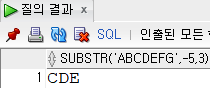 질의 결과 ×
SQL | 인출된 모든 
SUBSTR('ABCDEFG',-5,3)
1 CDE